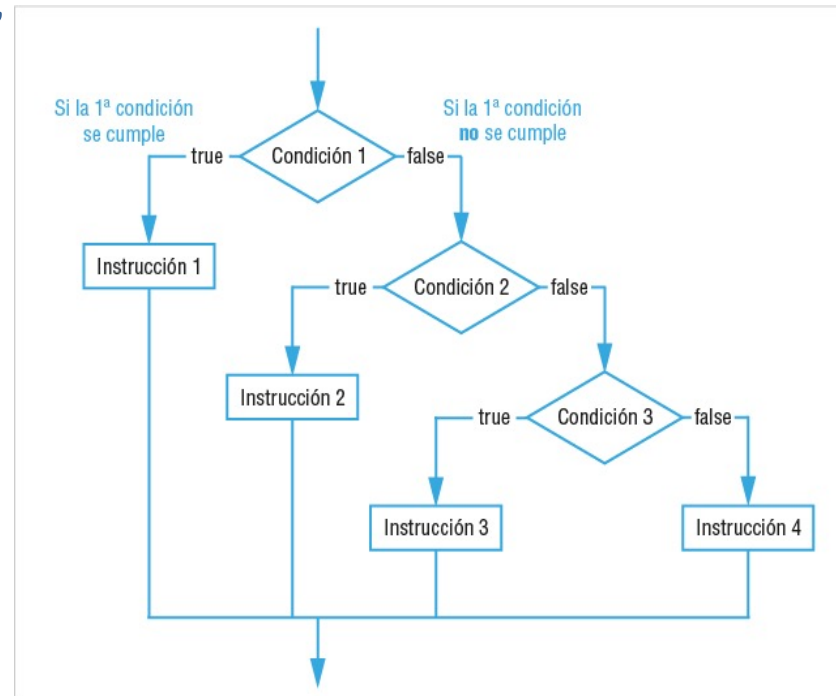 Si la 1ª condición
se cumple
Si la 1ª condición
no se cumple
true
Condición 1
false
Instrucción 1
true
Condición 2
false
Instrucción 2
true
Condición 3
false
Instrucción 3
Instrucción 4